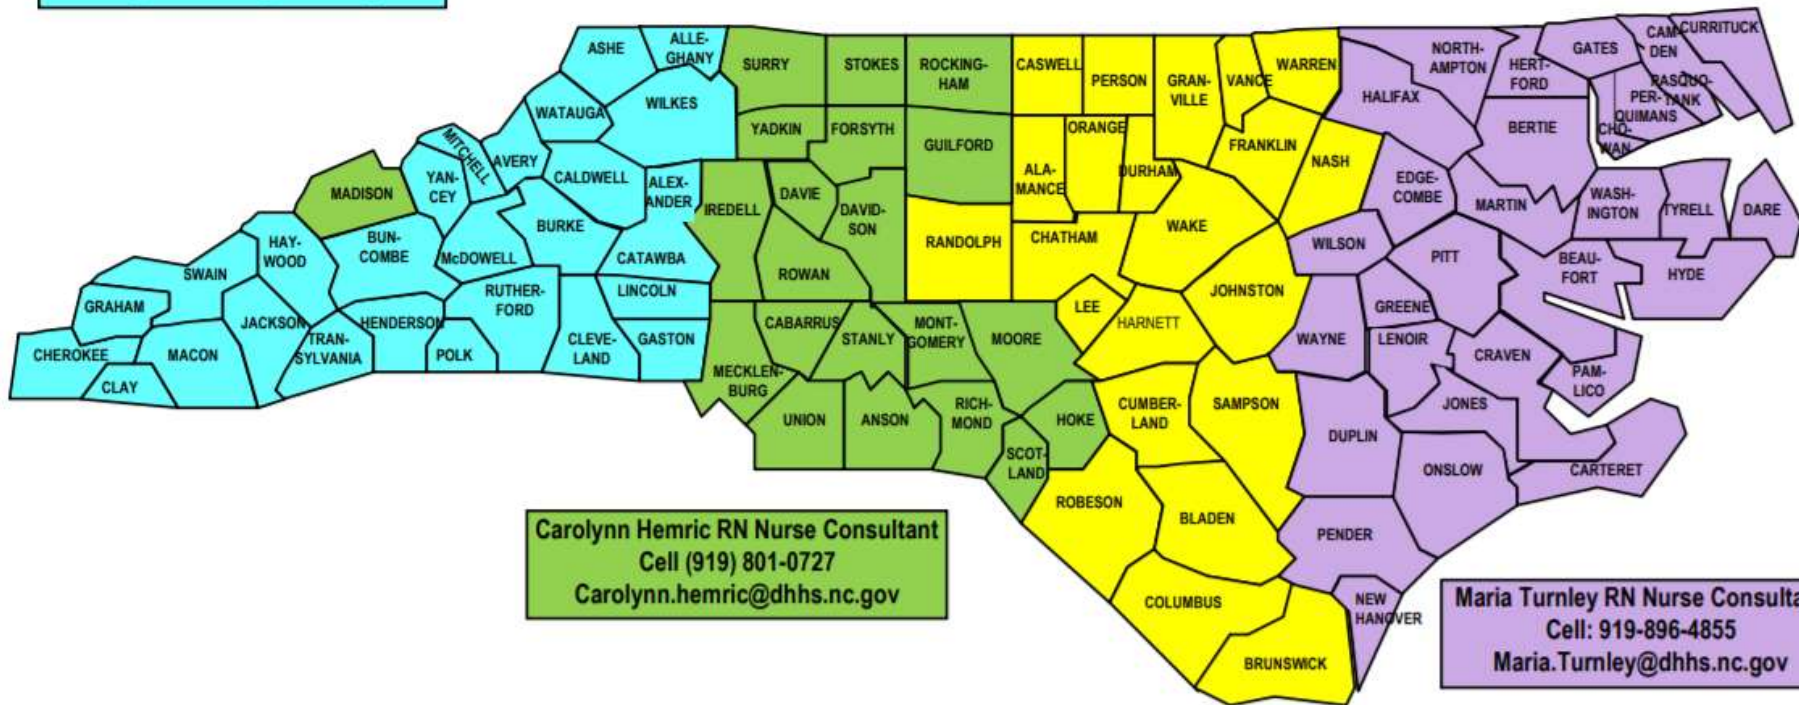 ASHE
ALLE-
GHANY
SURRY
STOKES
ROCKING-
HAM
CASWELL
PERSON
GRAN-
VILLE
VANCE
WARREN
NORTH-
AMPTON
HERT-
FORD
GATES
CAM-
DEN
CURRITUCK
WATAUGA
WILKES
YADKIN
FORSYTH
GUILFORD
ALA-
MANCE
ORANGE
DURHAM
FRANKLIN
NASH
HALIFAX
BERTIE
PASQUO-
TANK
PER-
QUIMANS
CHO-
WAN
MITCHELL
AVERY
MADISON
YAN-
CEY
CALDWELL
ALEX-
ANDER
IREDELL
DAVIE
DAVID-
SON
RANDOLPH
CHATHAM
WAKE
EDGE-
COMBE
MARTIN
WASH-
INGTON
TYRELL
DARE
HAY-
WOOD
BUN-
COMBE
McDOWELL
BURKE
CATAWBA
ROWAN
WILSON
PITT
BEAU-
FORT
HYDE
SWAIN
GRAHAM
JACKSON
TRAN-
SYLVANIA
HENDERSON
RUTHER-
FORD
LINCOLN
CABARRUS
STANLY
MONT-
GOMERY
MOORE
LEE
HARNETT
JOHNSTON
GREENE
WAYNE
LENOIR
CRAVEN
PAM-
LICO
CHEROKEE
CLAY
MACON
POLK
CLEVE-
LAND
GASTON
MECKLEN-
BURG
UNION
ANSON
RICH-
MOND
HOKE
SCOT-
LAND
CUMBER-
LAND
SAMPSON
DUPLIN
JONES
ONSLOW
CARTERET
ROBESON
BLADEN
PENDER
COLUMBUS
NEW
HANOVER
BRUNSWICK
Carolynn Hemric RN Nurse Consultant
Cell (919) 801-0727
Carolynn.hemric@dhhs.nc.gov
Maria Turnley RN Nurse Consulta
Cell: 919-896-4855
Maria.Turnley@dhhs.nc.gov